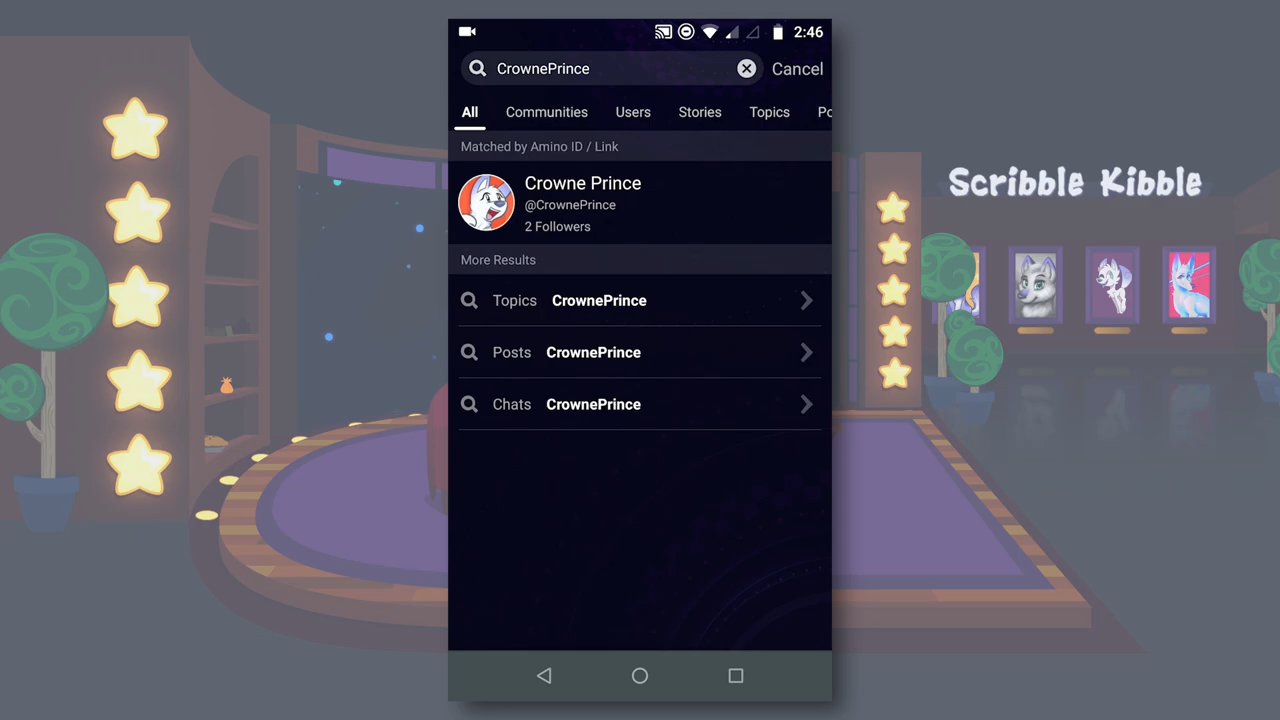 2:46
CrownePrince
Cancel
All Communities Users Stories Topics Po
Matched by Amino ID / Link
Crowne Prince
@CrownePrince
2 Followers
More Results
Topics CrownePrince
Posts CrownePrince
Chats CrownePrince
Scribble Kibble